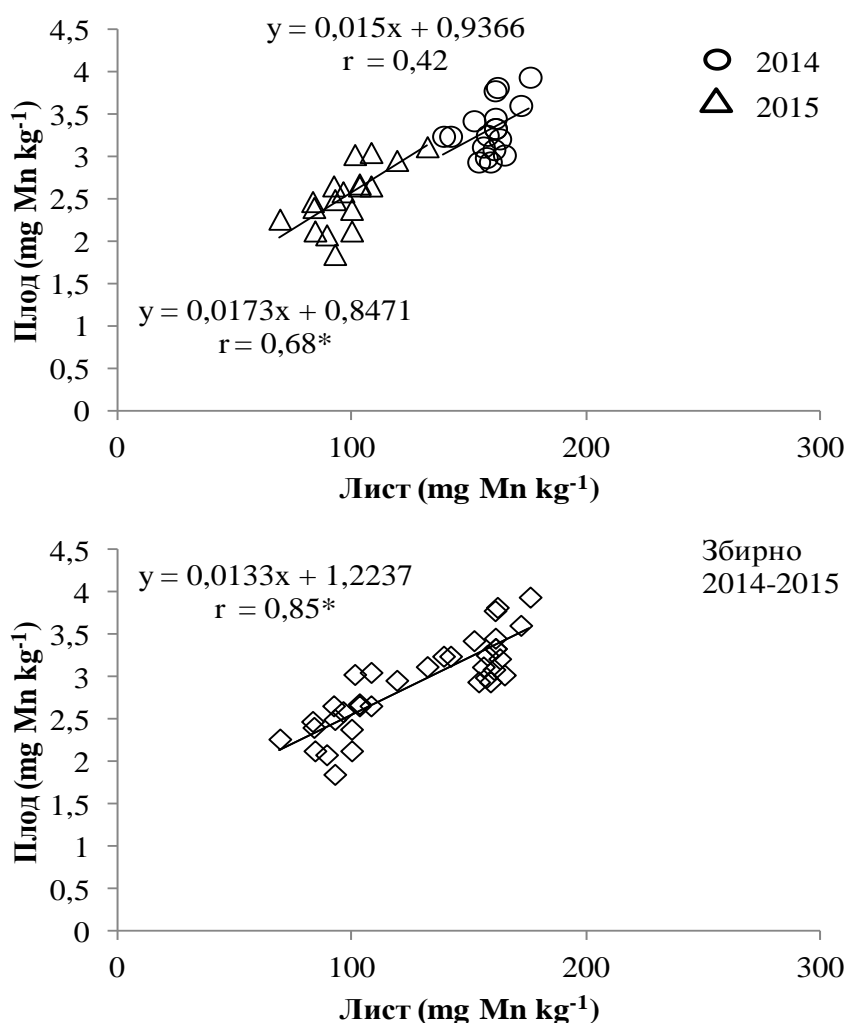 y = 0,015x + 0,9366
r = 0,42
2014
2015
4,5
4
3,5
3
2,5
2
1,5
1
0,5
0
Плод (mg Mn kg⁻¹)
y = 0,0173x + 0,8471
r = 0,68*
0 100 200 300
Лист (mg Mn kg⁻¹)
Збирно
2014-2015
y = 0,0133x + 1,2237
r = 0,85*
4,5
4
3,5
3
2,5
2
1,5
1
0,5
0
Плод (mg Mn kg⁻¹)
0 100 200 300
Лист (mg Mn kg⁻¹)